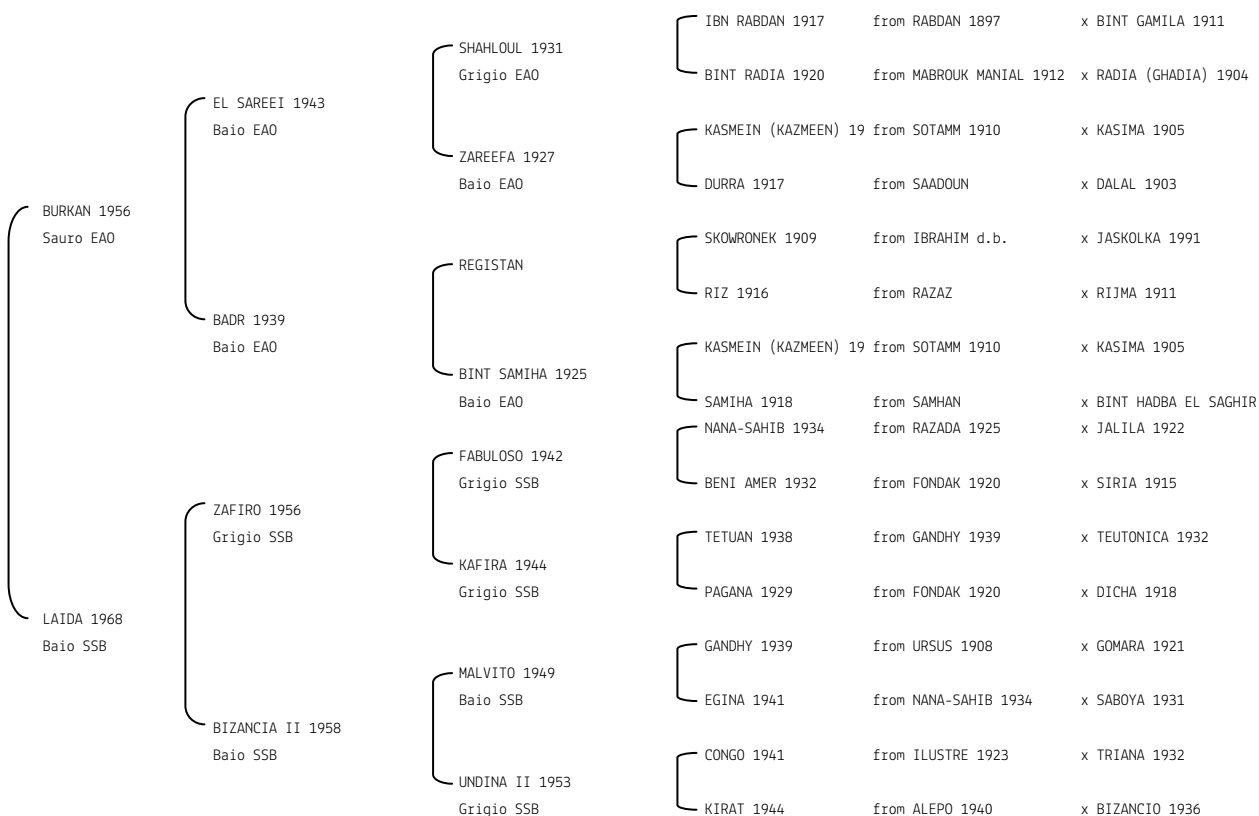 IBN RABDAN 1917 from RABDAN 1897 x BINT GAMILA 1911
SHAHLOUL 1931
Grigio EAO
BINT RADIA 1920 from MABROUK MANIAL 1912 x RADIA (GHADIA) 1904
EL SAREEI 1943
Baio EAO
KASMEIN (KAZMEEN) 19 from SOTAMM 1910 x KASIMA 1905
ZAREEFA 1927
Baio EAO
DURRA 1917 from SAADOUN x DALAL 1903
BURKAN 1956
Sauro EAO
SKOWRONEK 1909 from IBRAHIM d.b. x JASKOLKA 1991
REGISTAN
RIZ 1916 from RAZAZ x RIJMA 1911
BADR 1939
Baio EAO
KASMEIN (KAZMEEN) 19 from SOTAMM 1910 x KASIMA 1905
BINT SAMIHA 1925
Baio EAO
SAMIHA 1918 from SAMHAN x BINT HADBA EL SAGHIR
NANA-SAHIB 1934 from RAZADA 1925 x JALILA 1922
FABULOSO 1942
Grigio SSB
BENI AMER 1932 from FONDAK 1920 x SIRIA 1915
ZAFIRO 1956
Grigio SSB
TETUAN 1938 from GANDHY 1939 x TEUTONICA 1932
KAFIRA 1944
Grigio SSB
PAGANA 1929 from FONDAK 1920 x DICHA 1918
LAIDA 1968
Baio SSB
GANDHY 1939 from URSUS 1908 x GOMARA 1921
MALVITO 1949
Baio SSB
EGINA 1941 from NANA-SAHIB 1934 x SABOYA 1931
BIZANCIA II 1958
Baio SSB
CONGO 1941 from ILUSTRE 1923 x TRIANA 1932
UNDINA II 1953
Grigio SSB
KIRAT 1944 from ALEPO 1940 x BIZANCIO 1936